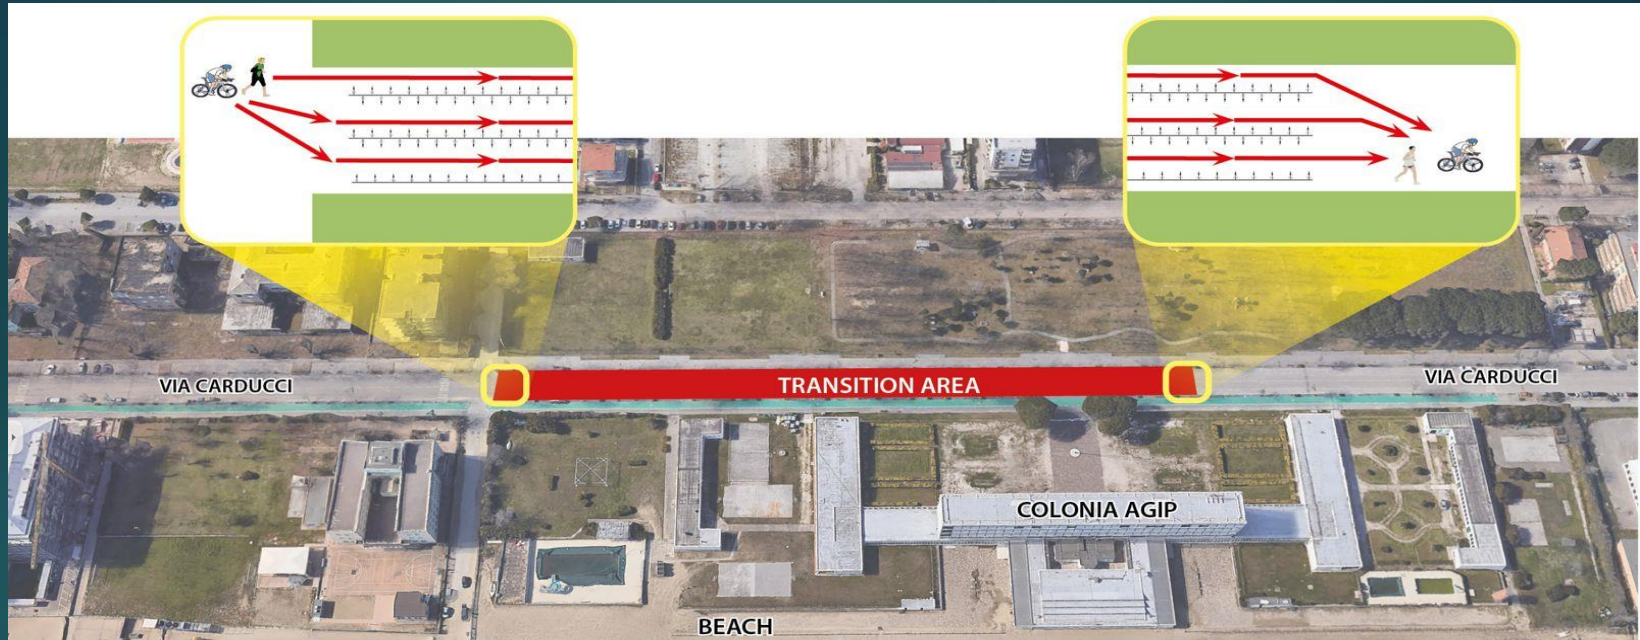 VIA CARDUCCI
TRANSITION AREA
VIA CARDUCCI
COLONIA AGIP
BEACH